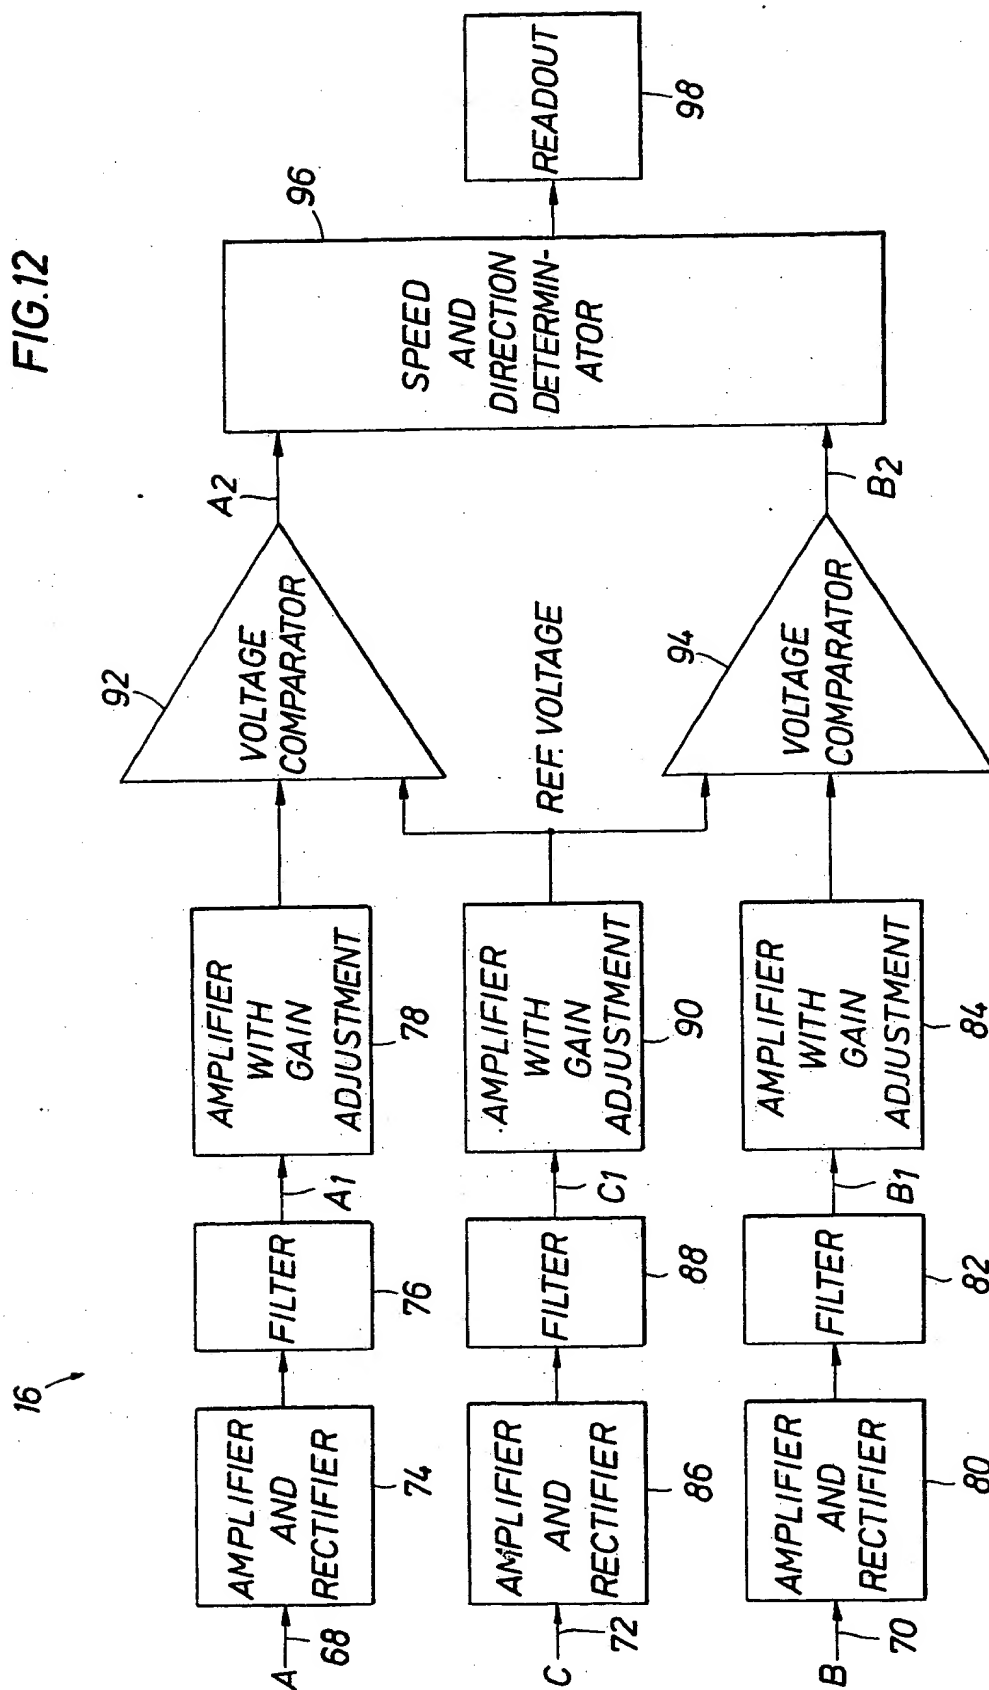 FIG.12
16
A
68
AMPLIFIER
AND
RECTIFIER
74
FILTER
76
A1
AMPLIFIER
WITH
GAIN
ADJUSTMENT
78
VOLTAGE
COMPARATOR
92
A2
C
72
AMPLIFIER
AND
RECTIFIER
86
FILTER
88
C1
AMPLIFIER
WITH
GAIN
ADJUSTMENT
90
REF. VOLTAGE
B
70
AMPLIFIER
AND
RECTIFIER
80
FILTER
82
B1
AMPLIFIER
WITH
GAIN
ADJUSTMENT
84
VOLTAGE
COMPARATOR
94
B2
SPEED
AND
DIRECTION
DETERMIN-
ATOR
96
READOUT
98